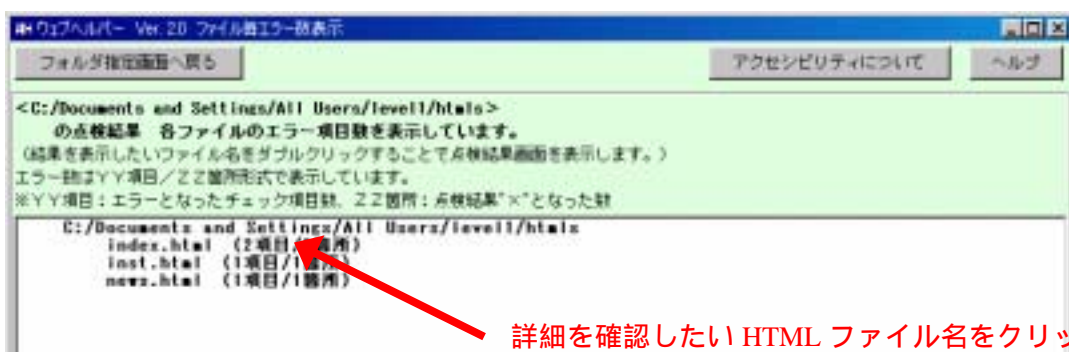 ウェブヘルパー Ver. 2.0 ファイル毎エラー数表示
フォルダ指定画面へ戻る アクセシビリティについて ヘルプ
<C:/Documents and Settings/All Users/level1/htmls>
の点検結果 各ファイルのエラー項目数を表示しています。
（結果を表示したいファイル名をダブルクリックすることで点検結果画面を表示します。）
エラー数はＹＹ項目／ＺＺ箇所形式で表示しています。
※ＹＹ項目：エラーとなったチェック項目数、ＺＺ箇所：点検結果"×"となった数
C:/Documents and Settings/All Users/level1/htmls
index.html (2項目/ 箇所)
inst.html (1項目/1箇所)
news.html (1項目/1箇所)
詳細を確認したい HTML ファイル名をクリッ